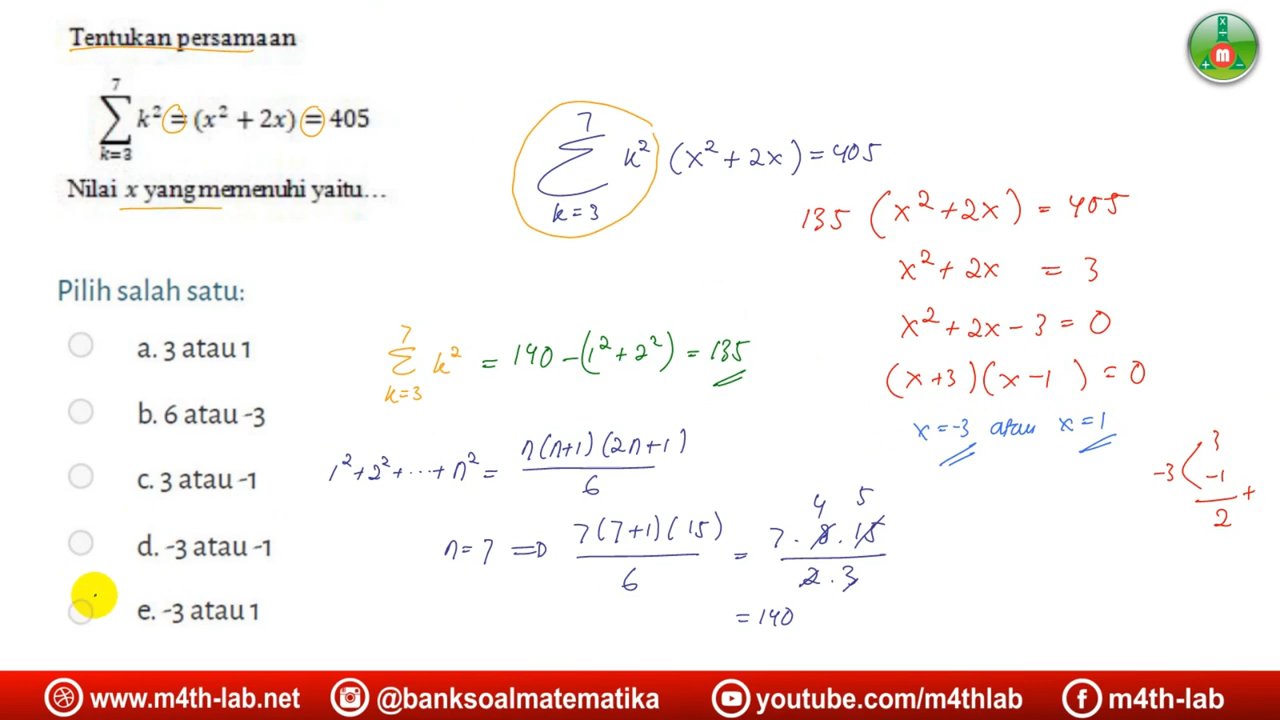 Tentukan persamaan
7
∑ k² = (x² + 2x) = 405
k=3
Nilai x yang memenuhi yaitu...
Pilih salah satu:
a. 3 atau 1
b. 6 atau -3
c. 3 atau -1
d. -3 atau -1
e. -3 atau 1
7
∑ k² (x² + 2x) = 405
k = 3
135 (x² + 2x) = 405
x² + 2x = 3
x² + 2x - 3 = 0
(x+3)(x-1) = 0
x = -3 atau x = 1
3
-3 < -1
2 +
7
∑ k² = 140 - (1² + 2²) = 135
k=3
1² + 2² + ... + n² = n(n+1)(2n+1)
6
n = 7 ⇒ 7(7+1)(15) = 7 . 8 . 15
6 2 . 3
4 5
= 140
m
x ÷ + −
www.m4th-lab.net
@banksoalmatematika
youtube.com/m4thlab
m4th-lab